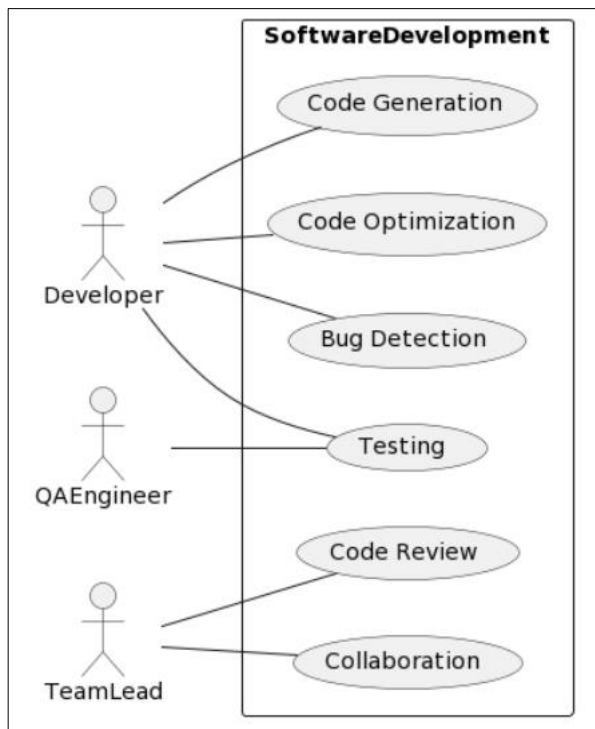 SoftwareDevelopment
Code Generation
Code Optimization
Developer
Bug Detection
Testing
QAEngineer
Code Review
Collaboration
TeamLead